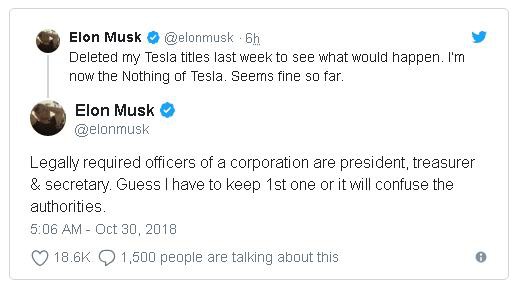 Elon Musk @elonmusk · 6h
Deleted my Tesla titles last week to see what would happen. I'm
now the Nothing of Tesla. Seems fine so far.
Elon Musk
@elonmusk
Legally required officers of a corporation are president, treasurer
& secretary. Guess I have to keep 1st one or it will confuse the
authorities.
5:06 AM - Oct 30, 2018
18.6K 1,500 people are talking about this